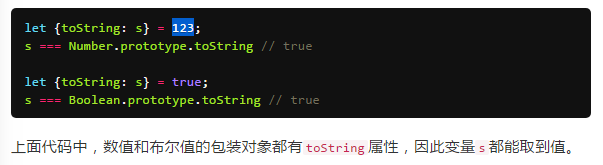 let {toString: s} = 123;
s === Number.prototype.toString // true
let {toString: s} = true;
s === Boolean.prototype.toString // true
上面代码中，数值和布尔值的包装对象都有toString属性，因此变量s都能取到值。